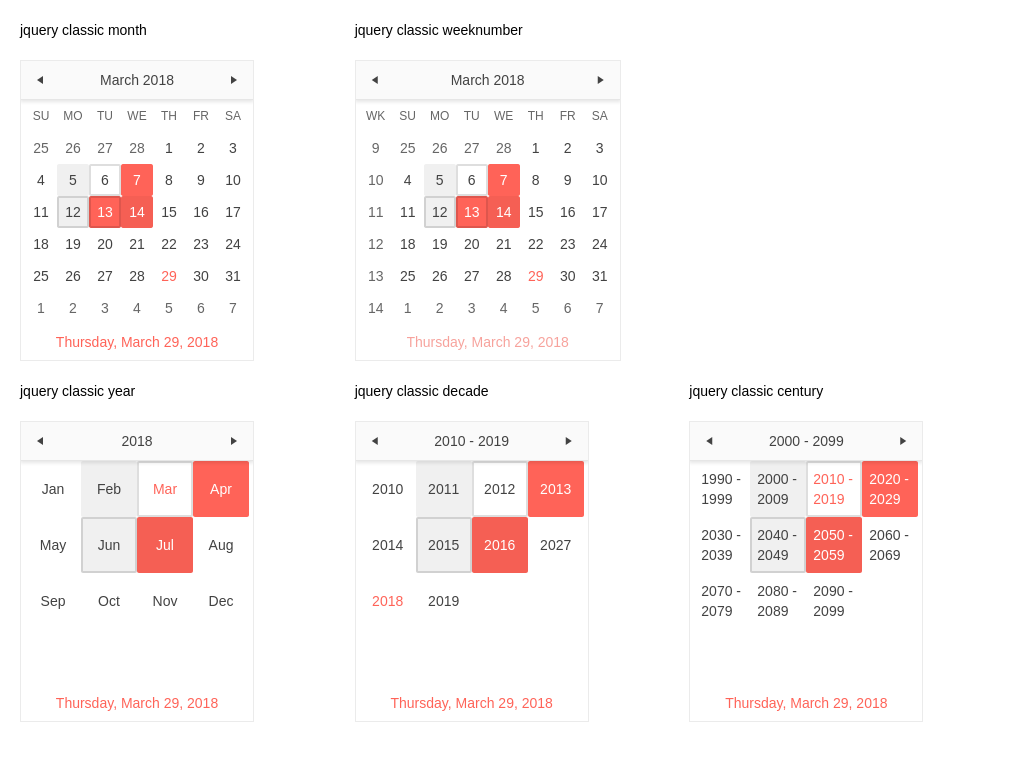 jquery classic month
March 2018
SU MO TU WE TH FR SA
25 26 27 28 1 2 3
4 5 6 7 8 9 10
11 12 13 14 15 16 17
18 19 20 21 22 23 24
25 26 27 28 29 30 31
1 2 3 4 5 6 7
Thursday, March 29, 2018
jquery classic weeknumber
March 2018
WK SU MO TU WE TH FR SA
9 25 26 27 28 1 2 3
10 4 5 6 7 8 9 10
11 11 12 13 14 15 16 17
12 18 19 20 21 22 23 24
13 25 26 27 28 29 30 31
14 1 2 3 4 5 6 7
Thursday, March 29, 2018
jquery classic year
2018
Jan Feb Mar Apr
May Jun Jul Aug
Sep Oct Nov Dec
Thursday, March 29, 2018
jquery classic decade
2010 - 2019
2010 2011 2012 2013
2014 2015 2016 2027
2018 2019
Thursday, March 29, 2018
jquery classic century
2000 - 2099
1990 - 2000 - 2010 - 2020 -
1999 2009 2019 2029
2030 - 2040 - 2050 - 2060 -
2039 2049 2059 2069
2070 - 2080 - 2090 -
2079 2089 2099
Thursday, March 29, 2018